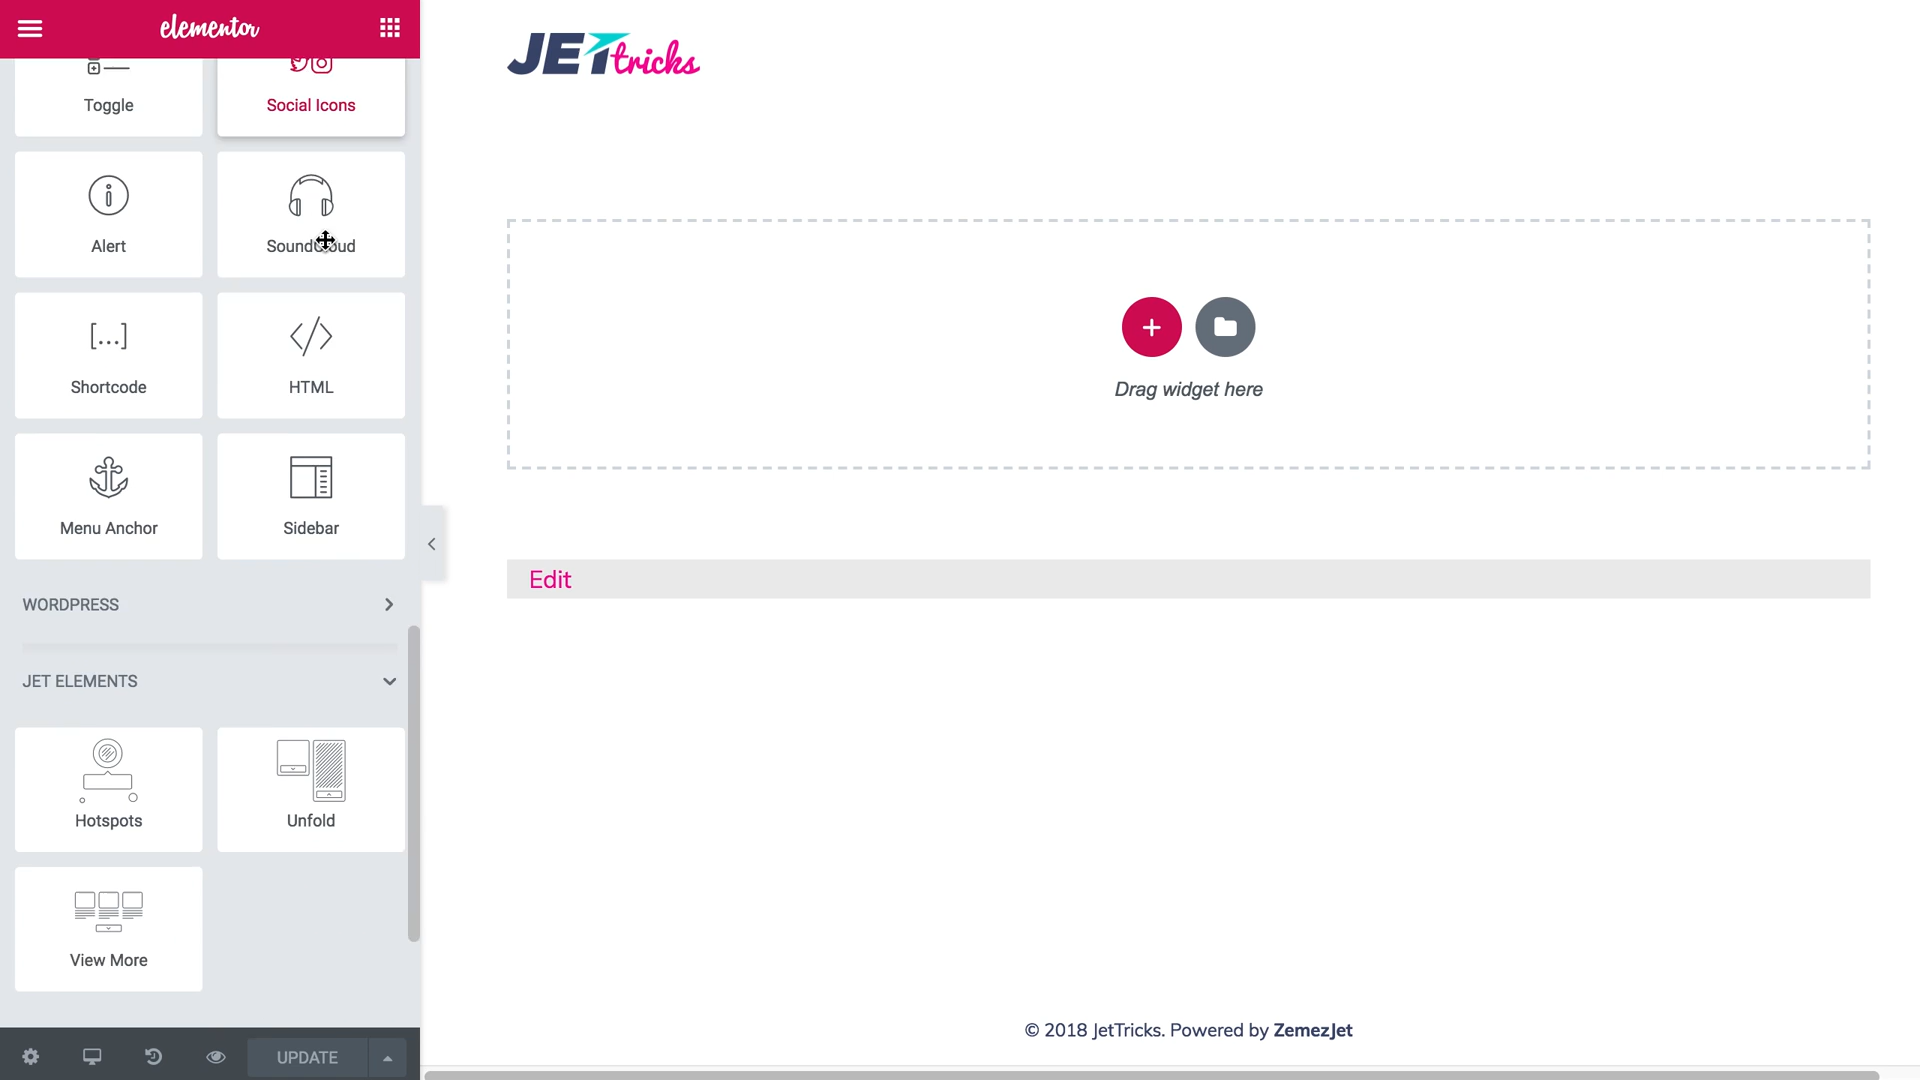 elementor
JETtricks
Toggle
Social Icons
Alert
SoundCloud
Shortcode
HTML
[...]
</>
Drag widget here
Menu Anchor
Sidebar
Edit
WORDPRESS
JET ELEMENTS
Hotspots
Unfold
View More
© 2018 JetTricks. Powered by ZemezJet
UPDATE